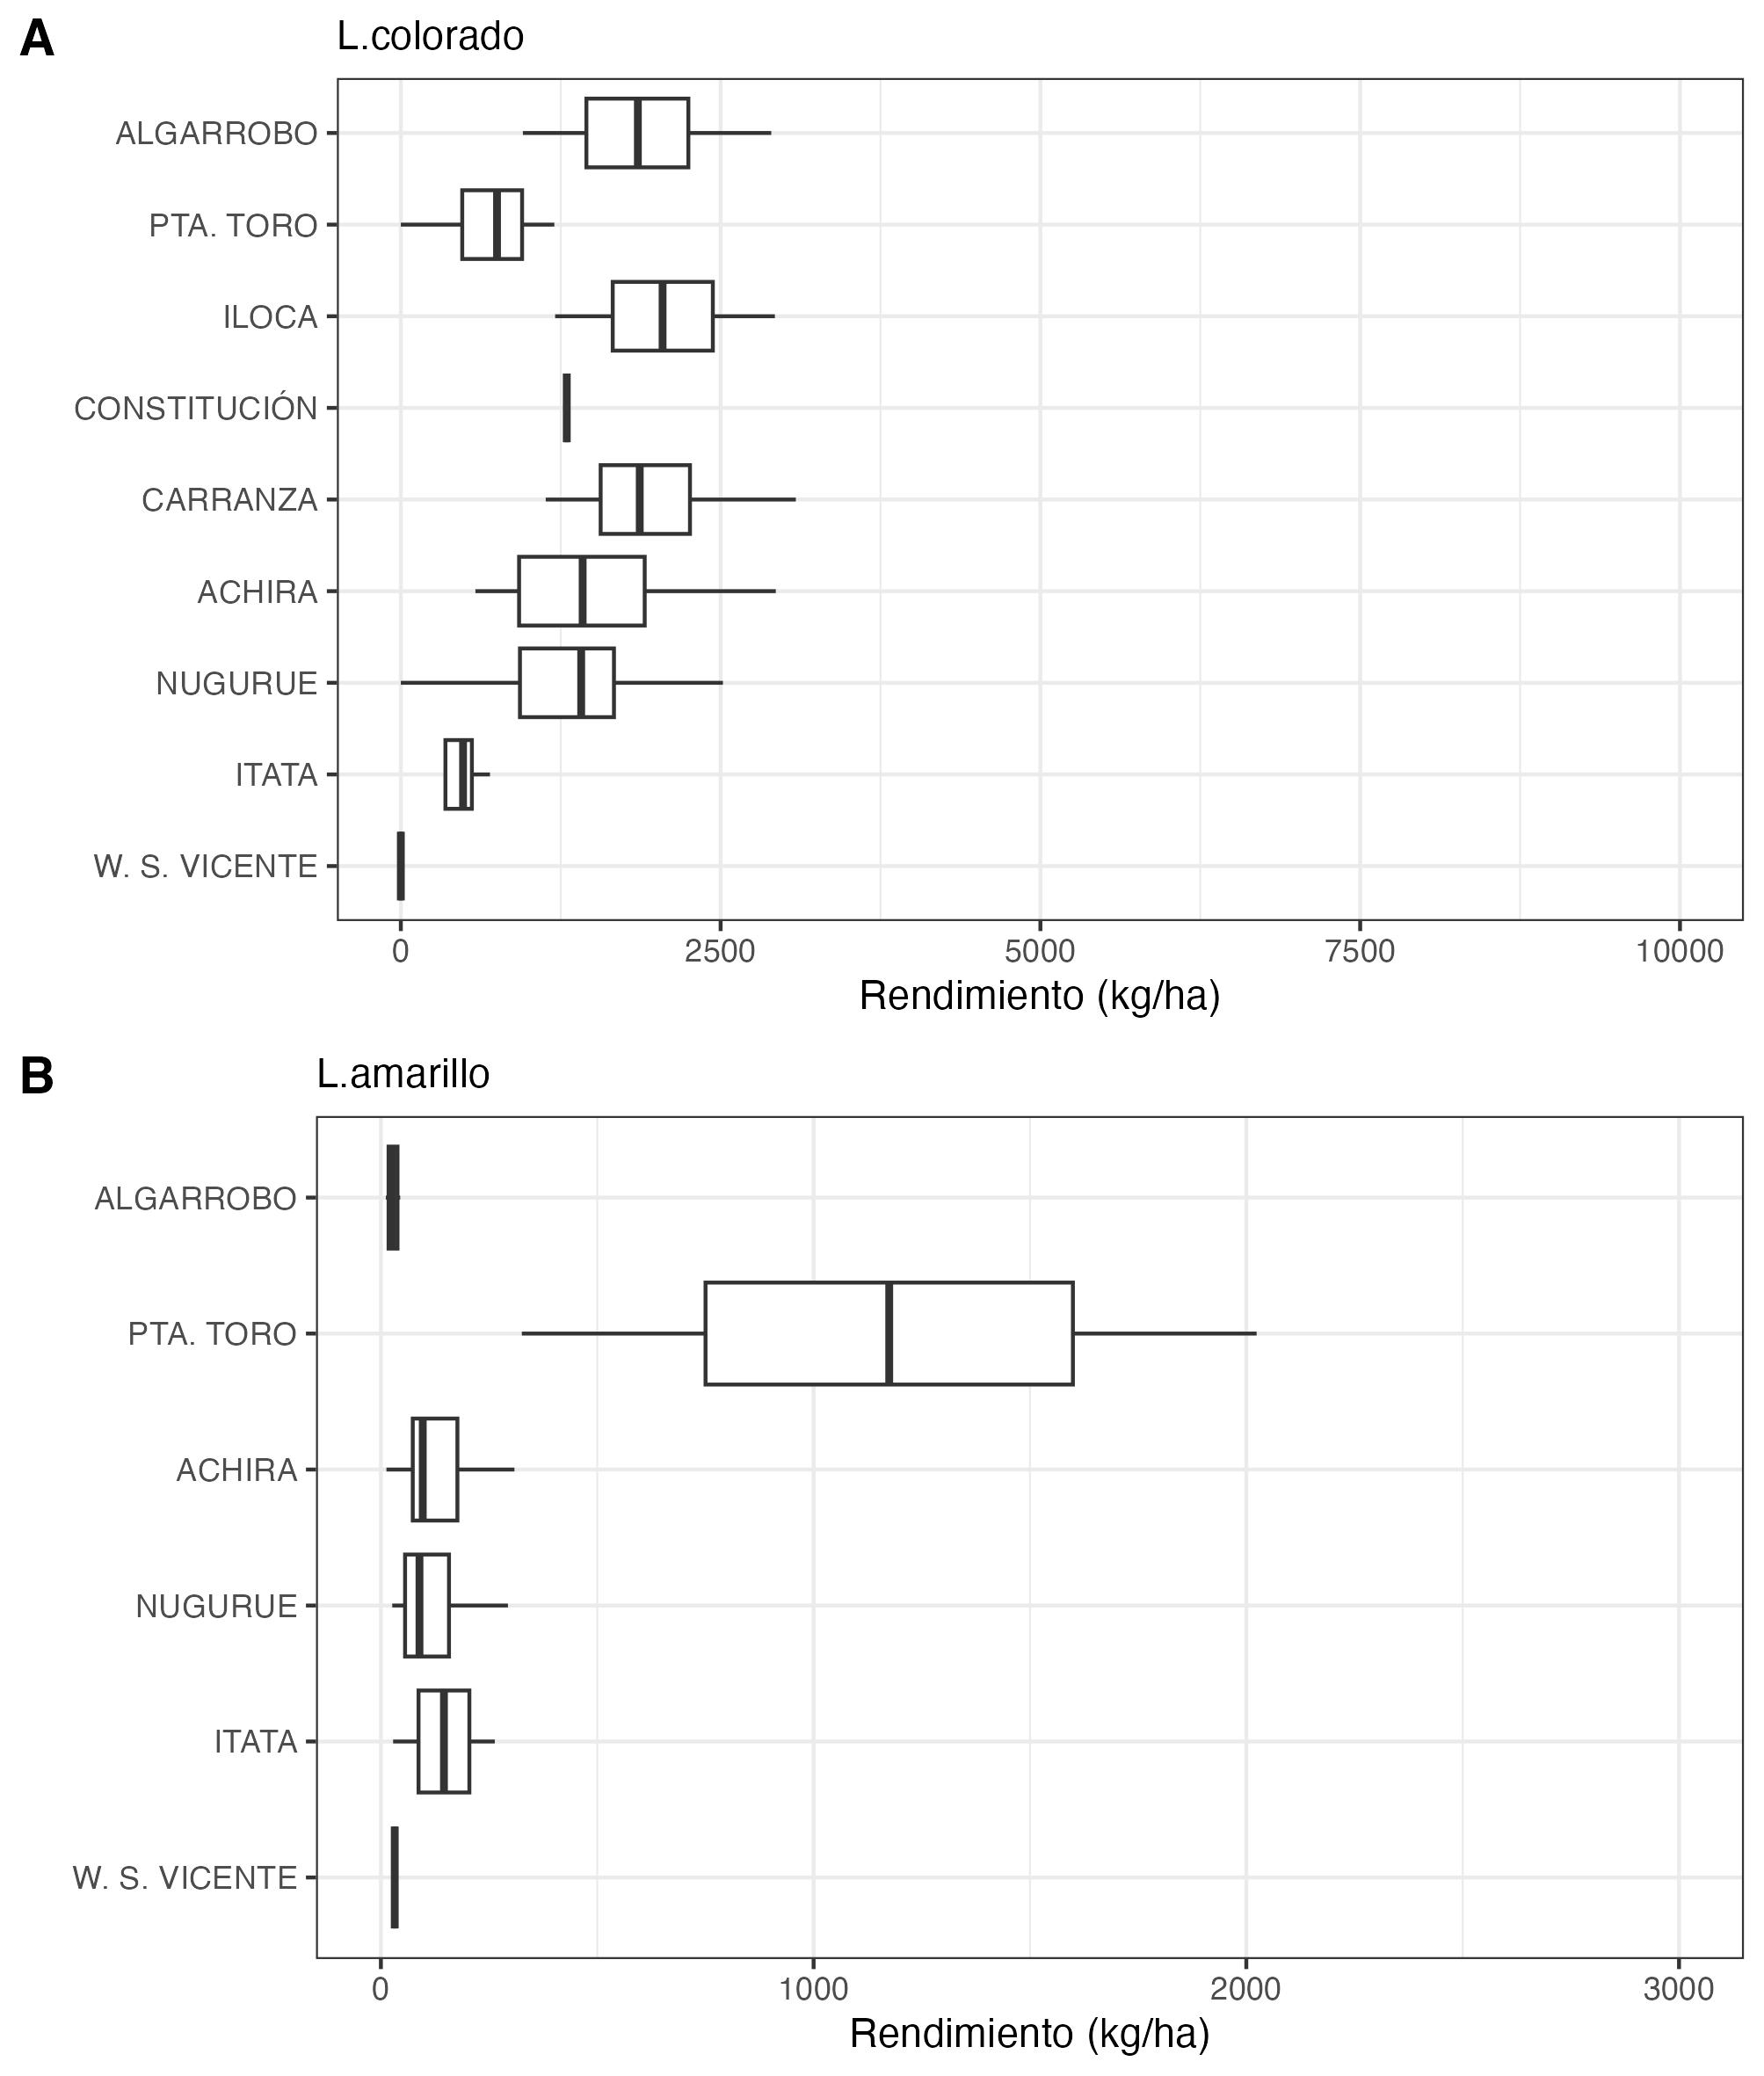 A
L.colorado
ALGARROBO
PTA. TORO
ILOCA
CONSTITUCIÓN
CARRANZA
ACHIRA
NUGURUE
ITATA
W. S. VICENTE
0 2500 5000 7500 10000
Rendimiento (kg/ha)
B
L.amarillo
ALGARROBO
PTA. TORO
ACHIRA
NUGURUE
ITATA
W. S. VICENTE
0 1000 2000 3000
Rendimiento (kg/ha)